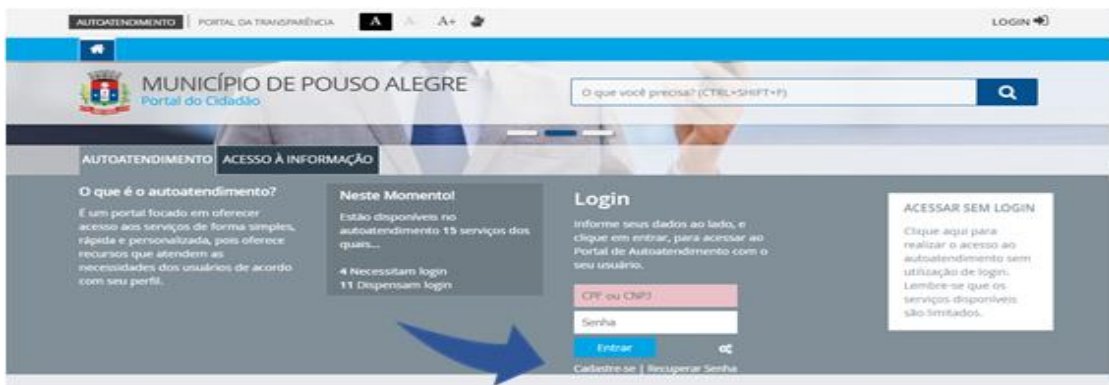 AUTOATENDIMENTO | PORTAL DA TRANSPARÊNCIA A A- A+ LOGIN
MUNICÍPIO DE POUSO ALEGRE
Portal do Cidadão
O que você precisa? (CTRL+SHIFT+P)
AUTOATENDIMENTO ACESSO À INFORMAÇÃO
O que é o autoatendimento?
É um portal focado em oferecer
acesso aos serviços de forma simples,
rápida e personalizada, pois oferece
recursos que atendem as
necessidades dos usuários de acordo
com seu perfil.
Neste Momento!
Estão disponíveis no
autoatendimento 15 serviços dos
quais...
4 Necessitam login
11 Dispensam login
Login
Informe seus dados ao lado, e
clique em entrar, para acessar ao
Portal de Autoatendimento com o
seu usuário.
CPF ou CNPJ
Senha
Entrar
Cadastre-se | Recuperar Senha
ACESSAR SEM LOGIN
Clique aqui para
realizar o acesso ao
autoatendimento sem
utilização de login.
Lembre-se que os
serviços disponíveis
são limitados.